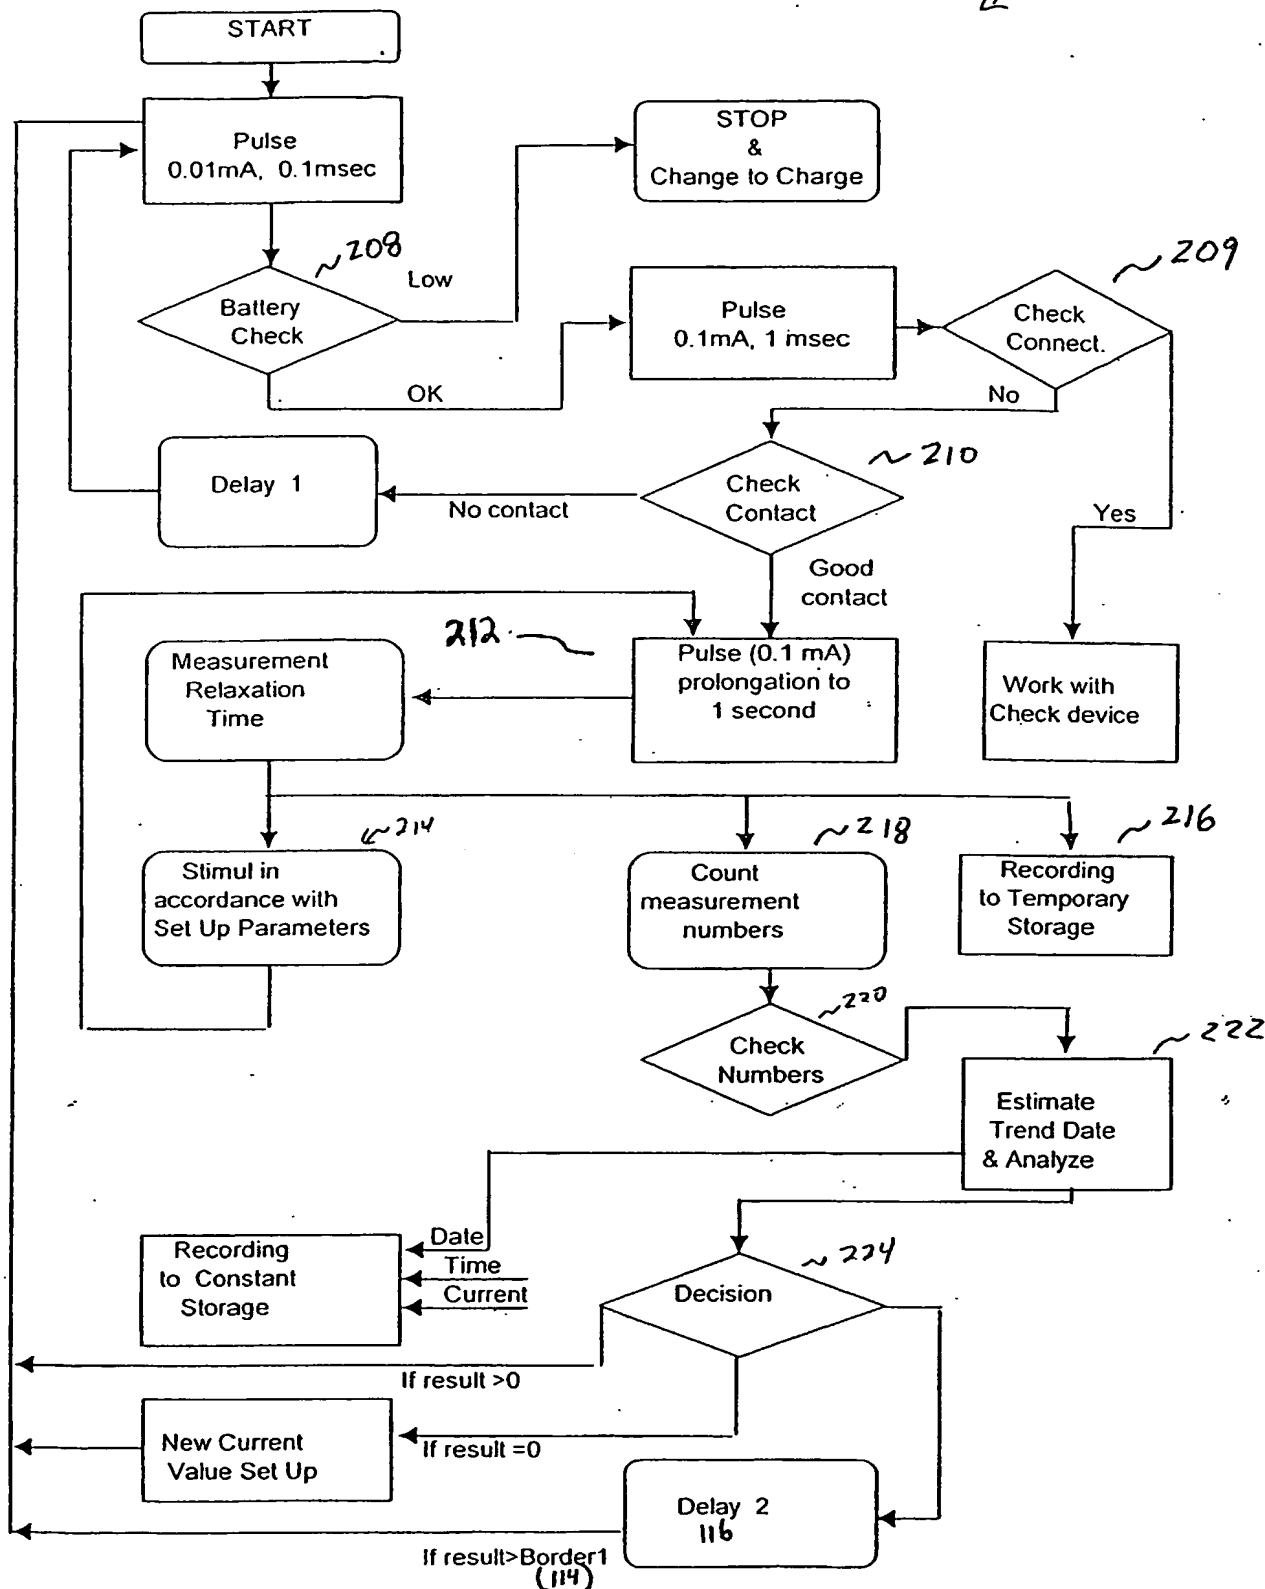 START
Pulse
0.01mA, 0.1msec
STOP
&
Change to Charge
208
Low
Battery
Check
OK
Pulse
0.1mA, 1 msec
209
Check
Connect.
No
Yes
Delay 1
No contact
210
Check
Contact
Good
contact
212
Measurement
Relaxation
Time
Pulse (0.1 mA)
prolongation to
1 second
Work with
Check device
214
Stimul in
accordance with
Set Up Parameters
218
Count
measurement
numbers
216
Recording
to Temporary
Storage
220
Check
Numbers
222
Estimate
Trend Date
& Analyze
Recording
to Constant
Storage
Date
Time
Current
224
Decision
If result >0
New Current
Value Set Up
If result =0
Delay 2
116
If result>Border1
(114)